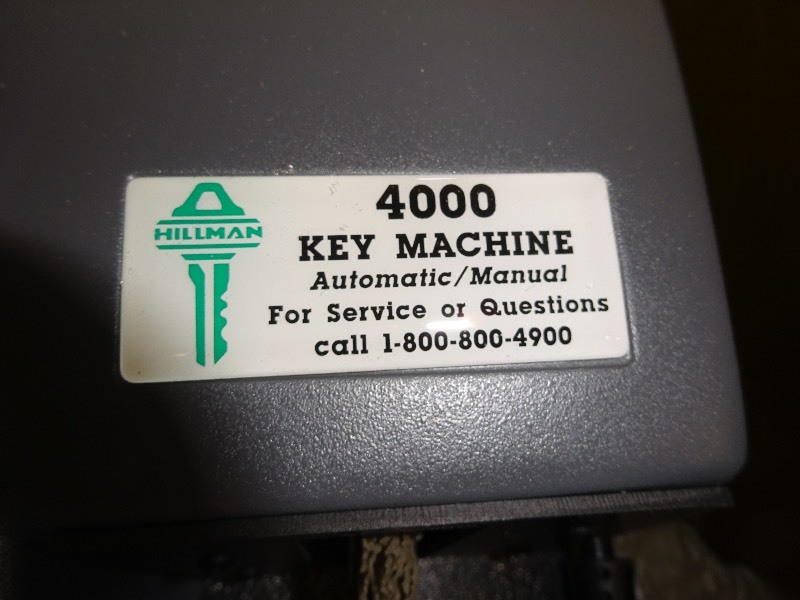 HILLMAN
4000
KEY MACHINE
Automatic/Manual
For Service or Questions
call 1-800-800-4900